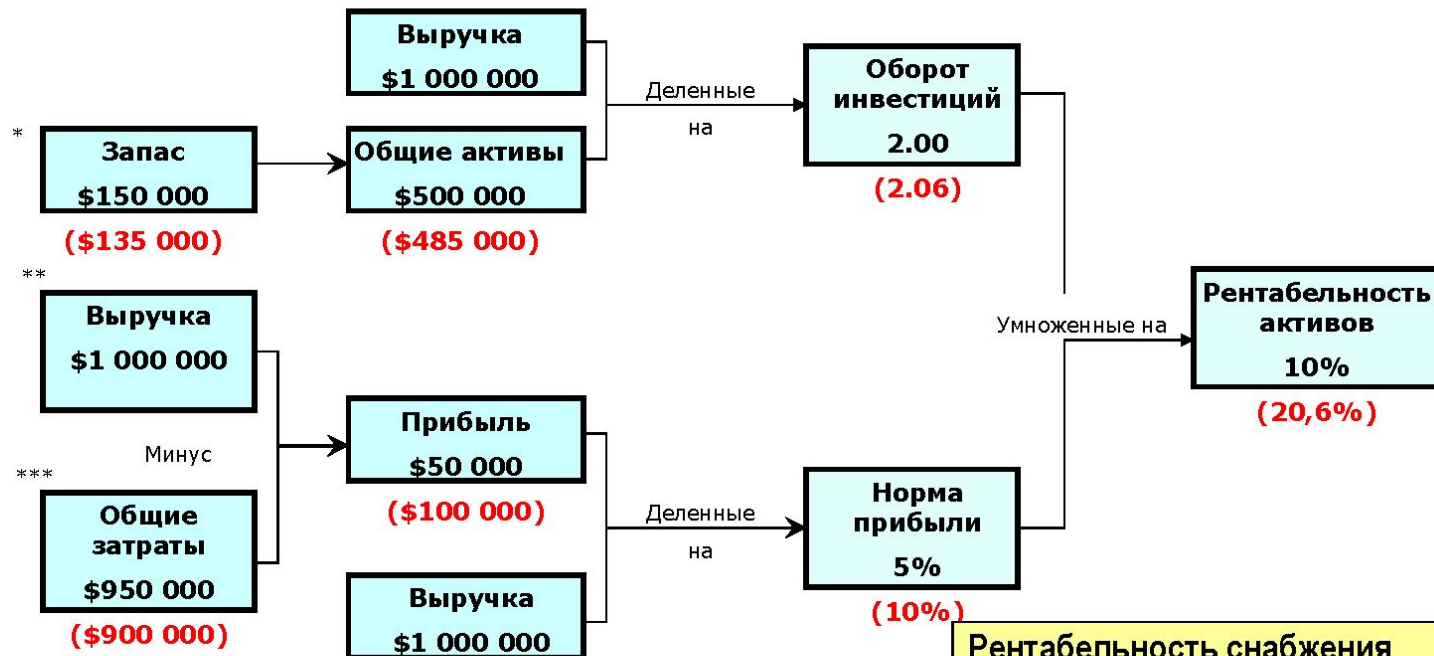 Выручка
$1 000 000
*
Запас
$150 000
($135 000)
Общие активы
$500 000
($485 000)
Деленные
на
Оборот
инвестиций
2.00
(2.06)
**
Выручка
$1 000 000
Минус
***
Общие
затраты
$950 000
($900 000)
Прибыль
$50 000
($100 000)
Выручка
$1 000 000
Деленные
на
Норма
прибыли
5%
(10%)
Умноженные на
Рентабельность
активов
10%
(20,6%)
Рентабельность снабжения